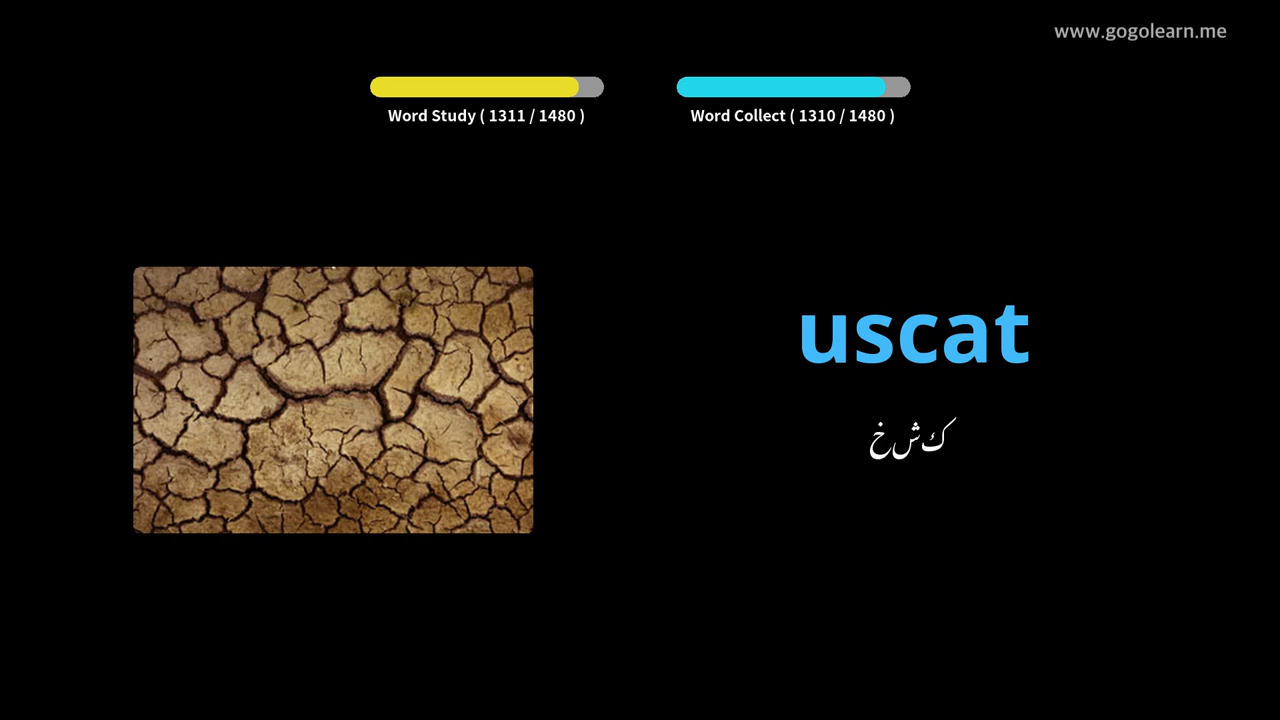 www.gogolearn.me
Word Study ( 1311 / 1480 )
Word Collect ( 1310 / 1480 )
uscat
ک ش خ